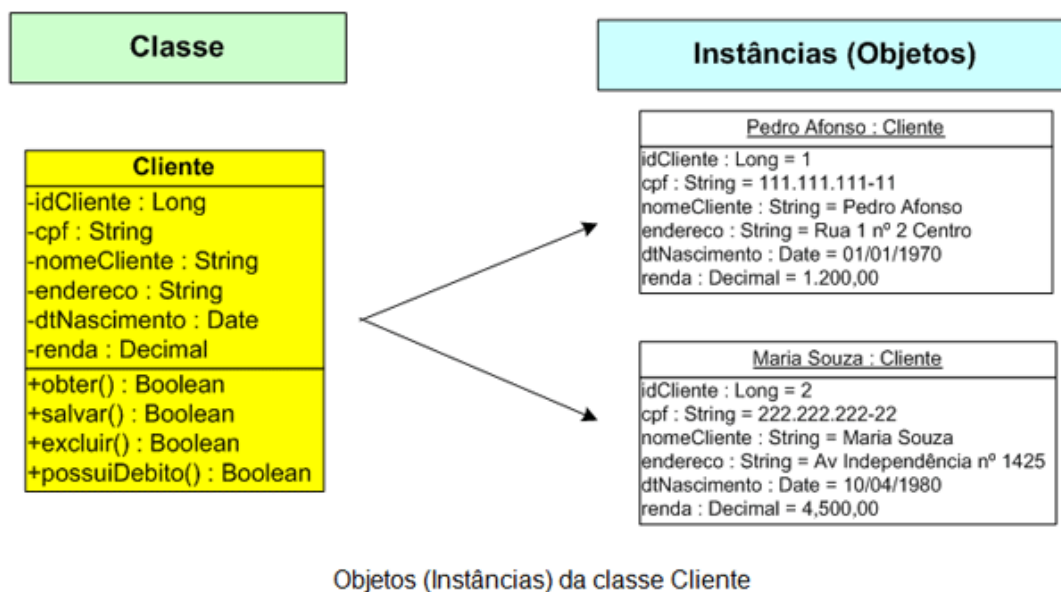 Classe
Instâncias (Objetos)
Cliente
-idCliente : Long
-cpf : String
-nomeCliente : String
-endereco : String
-dtNascimento : Date
-renda : Decimal
+obter() : Boolean
+salvar() : Boolean
+excluir() : Boolean
+possuiDebito() : Boolean
Pedro Afonso : Cliente
idCliente : Long = 1
cpf : String = 111.111.111-11
nomeCliente : String = Pedro Afonso
endereco : String = Rua 1 nº 2 Centro
dtNascimento : Date = 01/01/1970
renda : Decimal = 1.200,00
Maria Souza : Cliente
idCliente : Long = 2
cpf : String = 222.222.222-22
nomeCliente : String = Maria Souza
endereco : String = Av Independência nº 1425
dtNascimento : Date = 10/04/1980
renda : Decimal = 4,500,00
Objetos (Instâncias) da classe Cliente